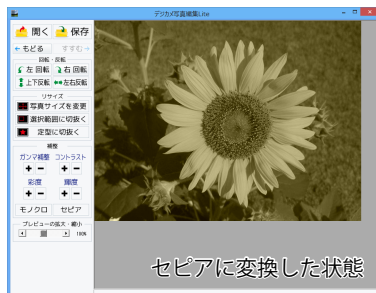 デジカメ写真編集Lite
開く 保存
もどる すすむ
回転・反転
左 回転 右 回転
上下反転 左右反転
リサイズ
写真サイズを変更
選択範囲に切抜く
定型に切抜く
補整
ガンマ補整 コントラスト
+ - + -
彩度 輝度
+ - + -
モノクロ セピア
プレビューの拡大・縮小
100%
セピアに変換した状態